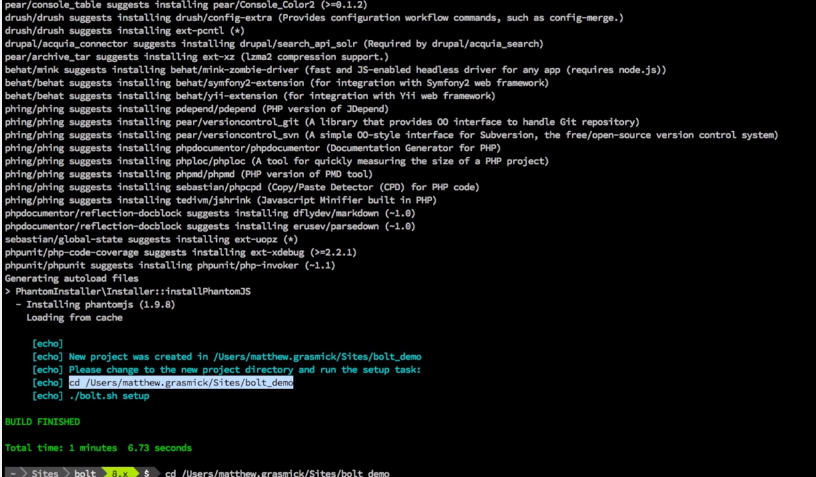 pear/console_table suggests installing pear/Console_Color2 (>=0.1.2)
drush/drush suggests installing drush/config-extra (Provides configuration workflow commands, such as config-merge.)
drush/drush suggests installing ext-pcntl (*)
drupal/acquia_connector suggests installing drupal/search_api_solr (Required by drupal/acquia_search)
pear/archive_tar suggests installing ext-xz (lzma2 compression support.)
behat/mink suggests installing behat/mink-zombie-driver (fast and JS-enabled headless driver for any app (requires node.js))
behat/behat suggests installing behat/symfony2-extension (for integration with Symfony2 web framework)
behat/behat suggests installing behat/yii-extension (for integration with Yii web framework)
phing/phing suggests installing pdepend/pdepend (PHP version of JDepend)
phing/phing suggests installing pear/versioncontrol_git (A library that provides OO interface to handle Git repository)
phing/phing suggests installing pear/versioncontrol_svn (A simple OO-style interface for Subversion, the free/open-source version control system)
phing/phing suggests installing phpdocumentor/phpdocumentor (Documentation Generator for PHP)
phing/phing suggests installing phploc/phploc (A tool for quickly measuring the size of a PHP project)
phing/phing suggests installing phpmd/phpmd (PHP version of PMD tool)
phing/phing suggests installing sebastian/phpcpd (Copy/Paste Detector (CPD) for PHP code)
phing/phing suggests installing tedivm/jshrink (Javascript Minifier built in PHP)
phpdocumentor/reflection-docblock suggests installing dflydev/markdown (~1.0)
phpdocumentor/reflection-docblock suggests installing erusev/parsedown (~1.0)
sebastian/global-state suggests installing ext-uopz (*)
phpunit/php-code-coverage suggests installing ext-xdebug (>=2.2.1)
phpunit/phpunit suggests installing phpunit/php-invoker (~1.1)
Generating autoload files
> PhantomInstaller\Installer::installPhantomJS
- Installing phantomjs (1.9.8)
Loading from cache
[echo]
[echo] New project was created in /Users/matthew.grasmick/Sites/bolt_demo
[echo] Please change to the new project directory and run the setup task:
[echo] cd /Users/matthew.grasmick/Sites/bolt_demo
[echo] ./bolt.sh setup
BUILD FINISHED
Total time: 1 minutes  6.73 seconds
~ Sites bolt 8.x $ cd /Users/matthew.grasmick/Sites/bolt_demo